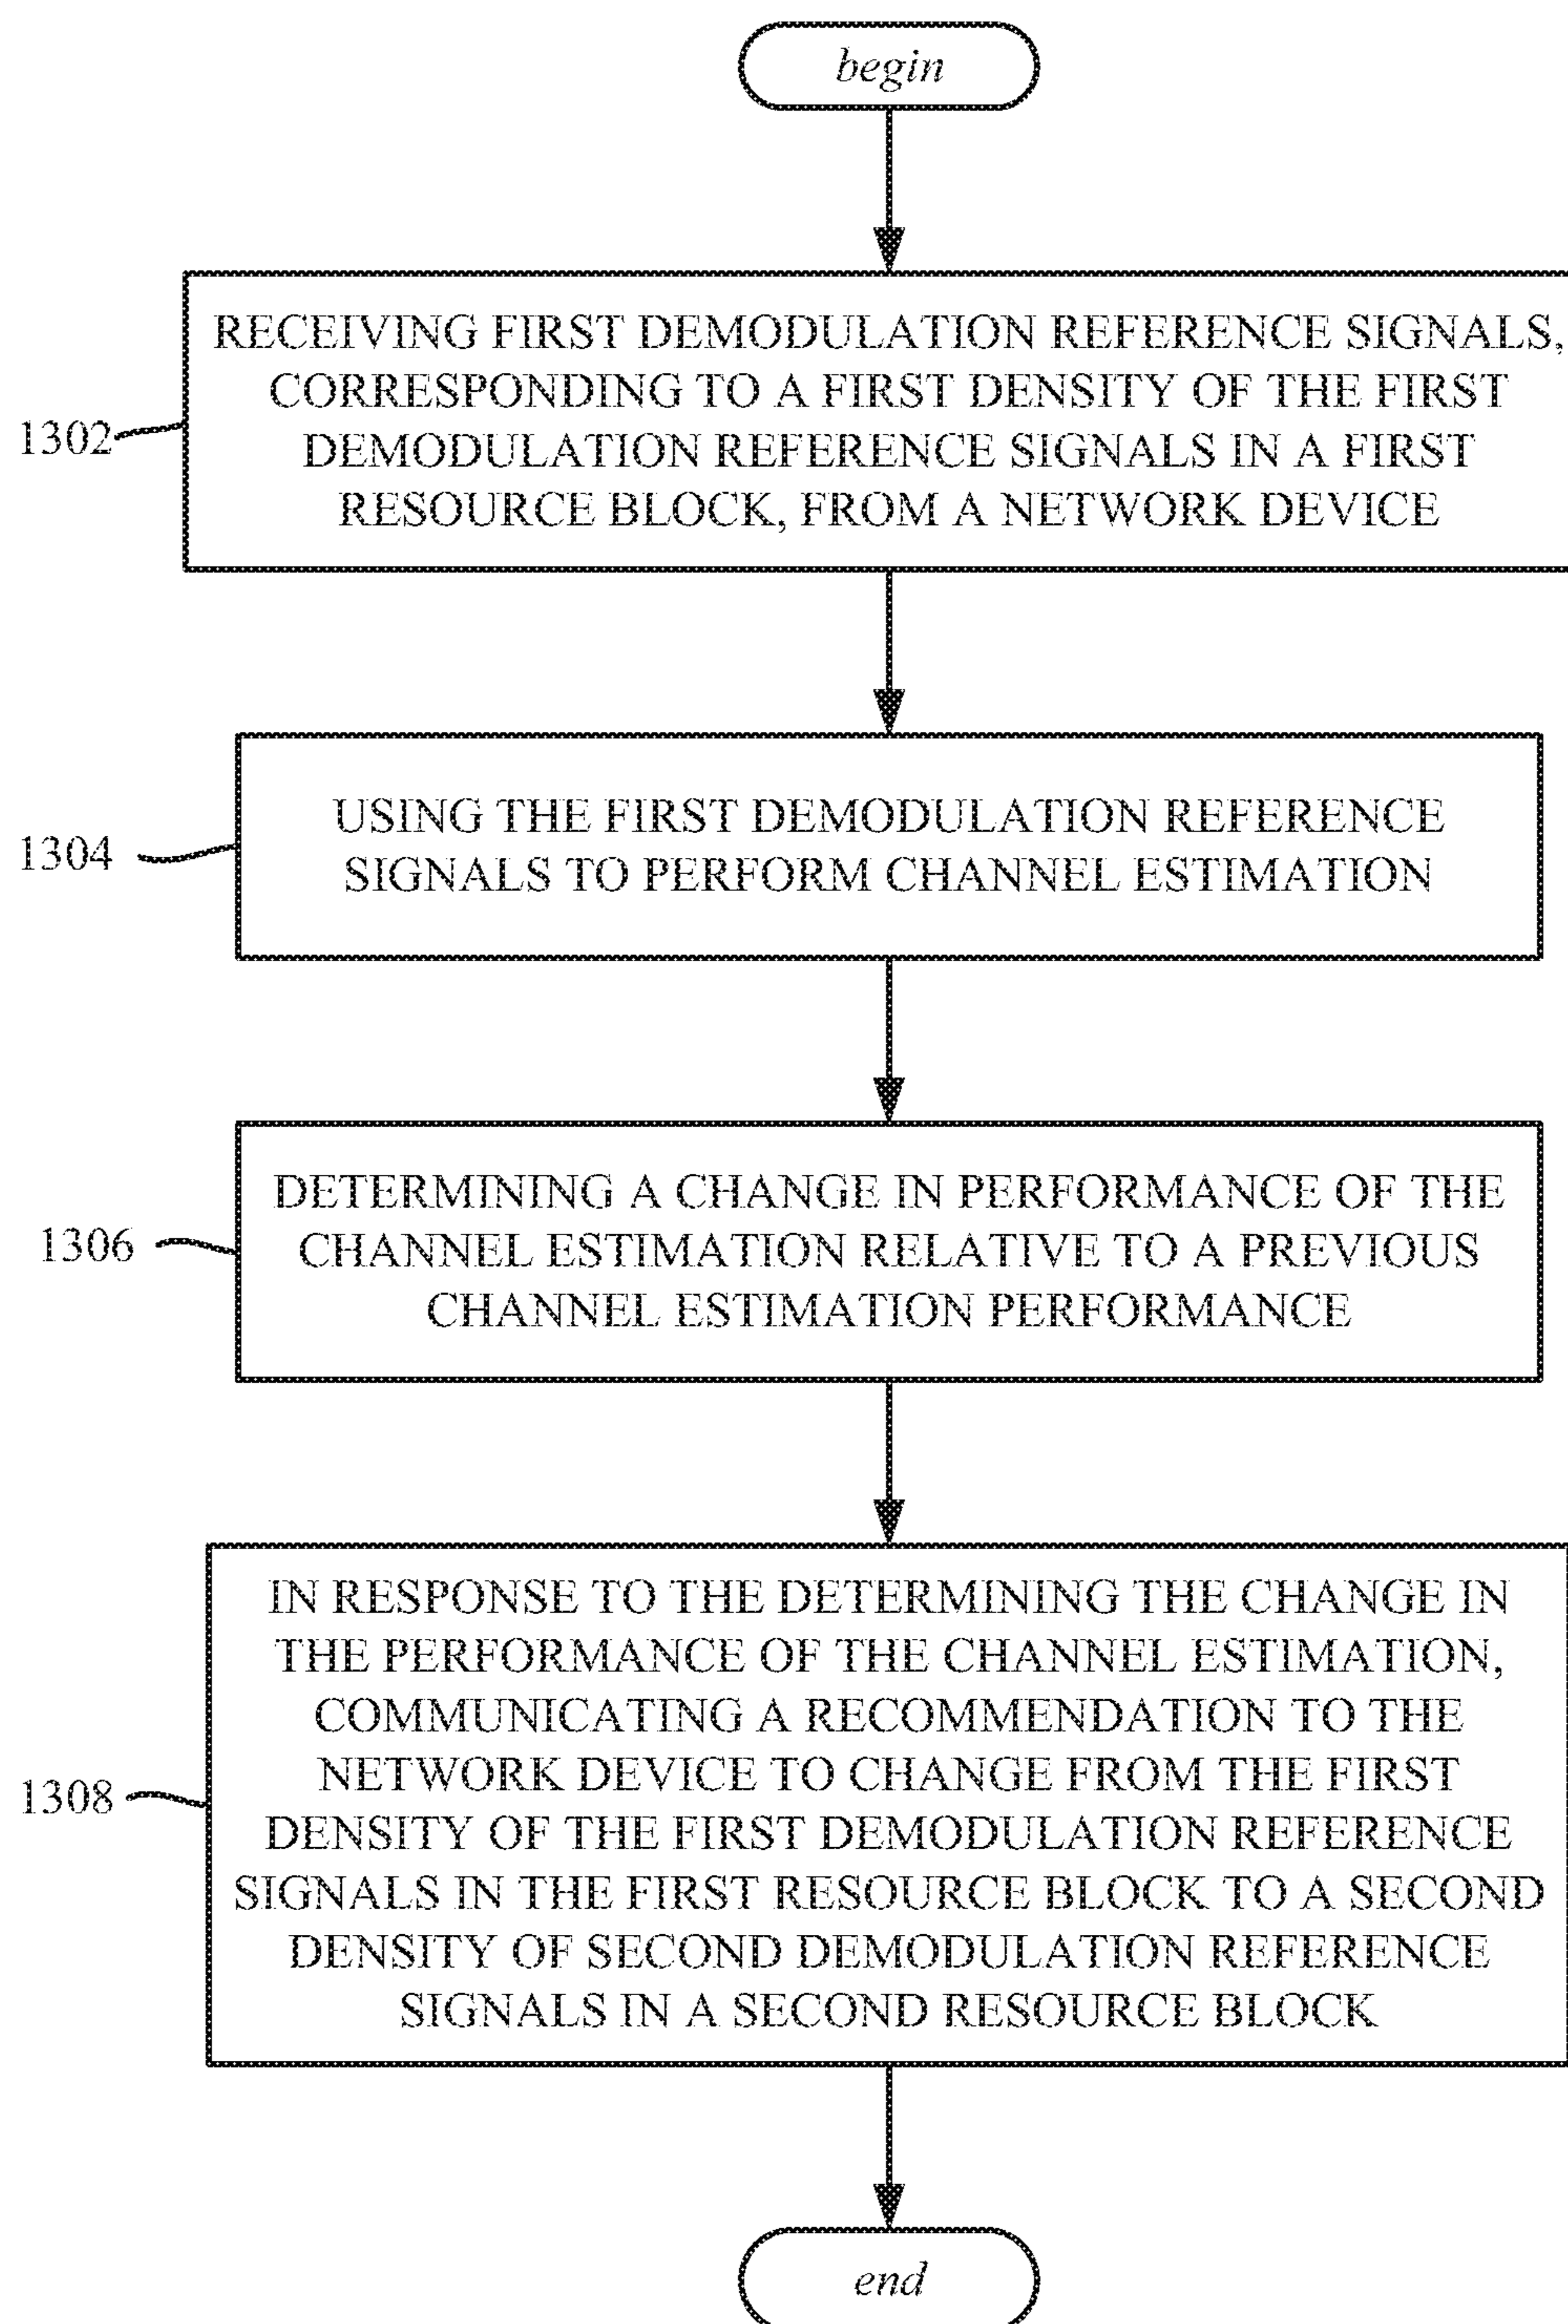 begin
1302
RECEIVING FIRST DEMODULATION REFERENCE SIGNALS,
CORRESPONDING TO A FIRST DENSITY OF THE FIRST
DEMODULATION REFERENCE SIGNALS IN A FIRST
RESOURCE BLOCK, FROM A NETWORK DEVICE
1304
USING THE FIRST DEMODULATION REFERENCE
SIGNALS TO PERFORM CHANNEL ESTIMATION
1306
DETERMINING A CHANGE IN PERFORMANCE OF THE
CHANNEL ESTIMATION RELATIVE TO A PREVIOUS
CHANNEL ESTIMATION PERFORMANCE
1308
IN RESPONSE TO THE DETERMINING THE CHANGE IN
THE PERFORMANCE OF THE CHANNEL ESTIMATION,
COMMUNICATING A RECOMMENDATION TO THE
NETWORK DEVICE TO CHANGE FROM THE FIRST
DENSITY OF THE FIRST DEMODULATION REFERENCE
SIGNALS IN THE FIRST RESOURCE BLOCK TO A SECOND
DENSITY OF SECOND DEMODULATION REFERENCE
SIGNALS IN A SECOND RESOURCE BLOCK
end